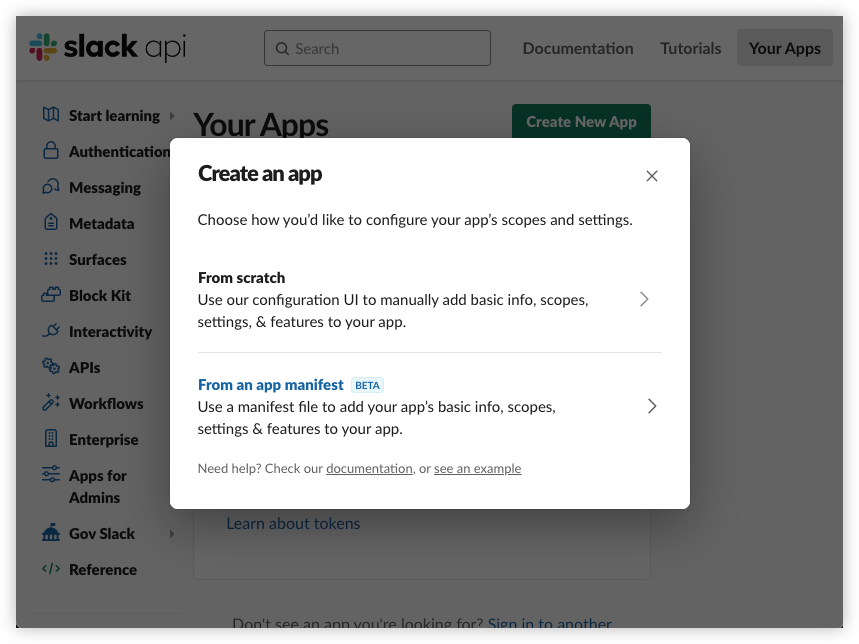 slack api
Search
Documentation
Tutorials
Your Apps
Start learning
Authentication
Messaging
Metadata
Surfaces
Block Kit
Interactivity
APIs
Workflows
Enterprise
Apps for
Admins
Gov Slack
Reference
Your Apps
Create New App
Create an app
Choose how you’d like to configure your app’s scopes and settings.
From scratch
Use our configuration UI to manually add basic info, scopes,
settings, & features to your app.
From an app manifest BETA
Use a manifest file to add your app’s basic info, scopes,
settings & features to your app.
Need help? Check our documentation, or see an example
Learn about tokens
Don't see an app you're looking for? Sign in to another